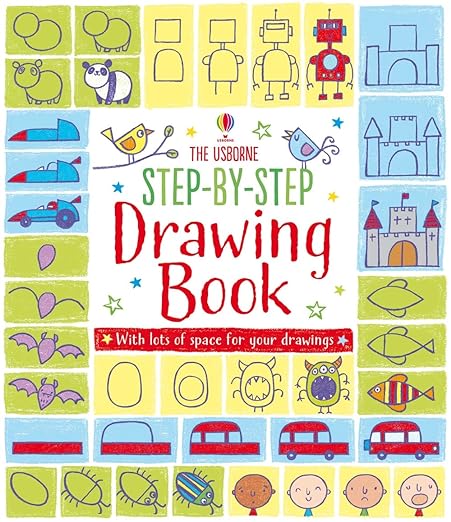 USBORNE
THE USBORNE
STEP-BY-STEP
Drawing
Book
With lots of space for your drawings